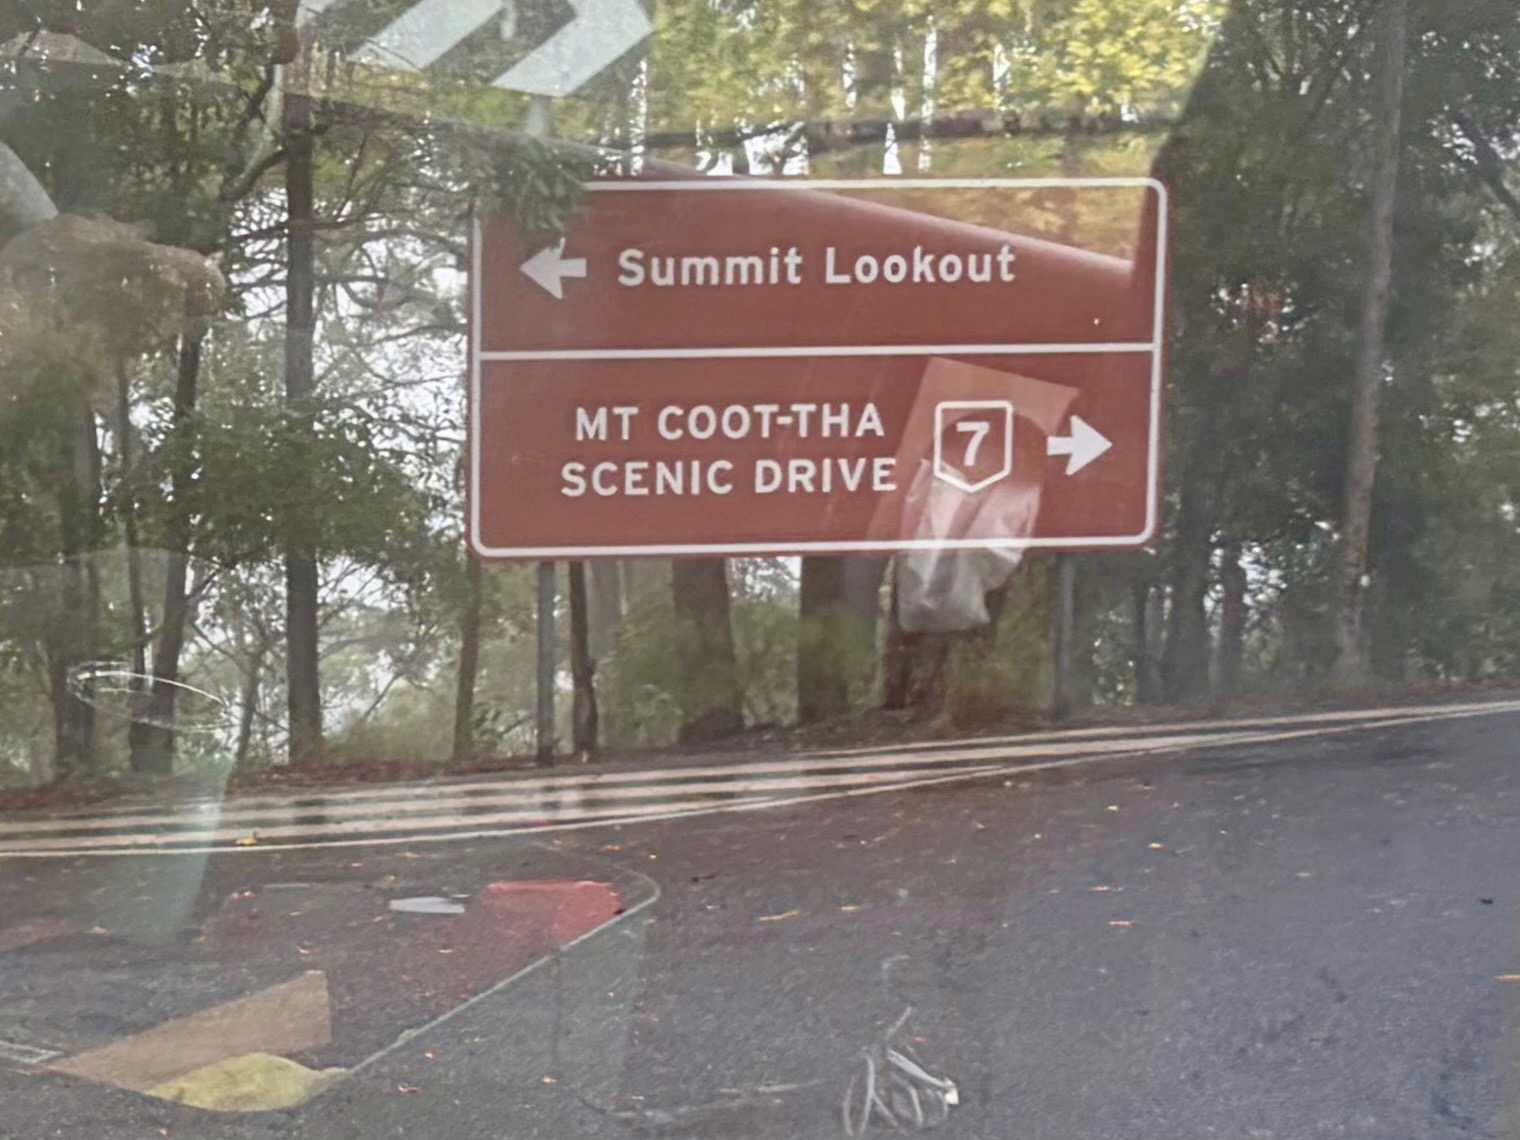 Summit Lookout
MT COOT-THA
SCENIC DRIVE 7